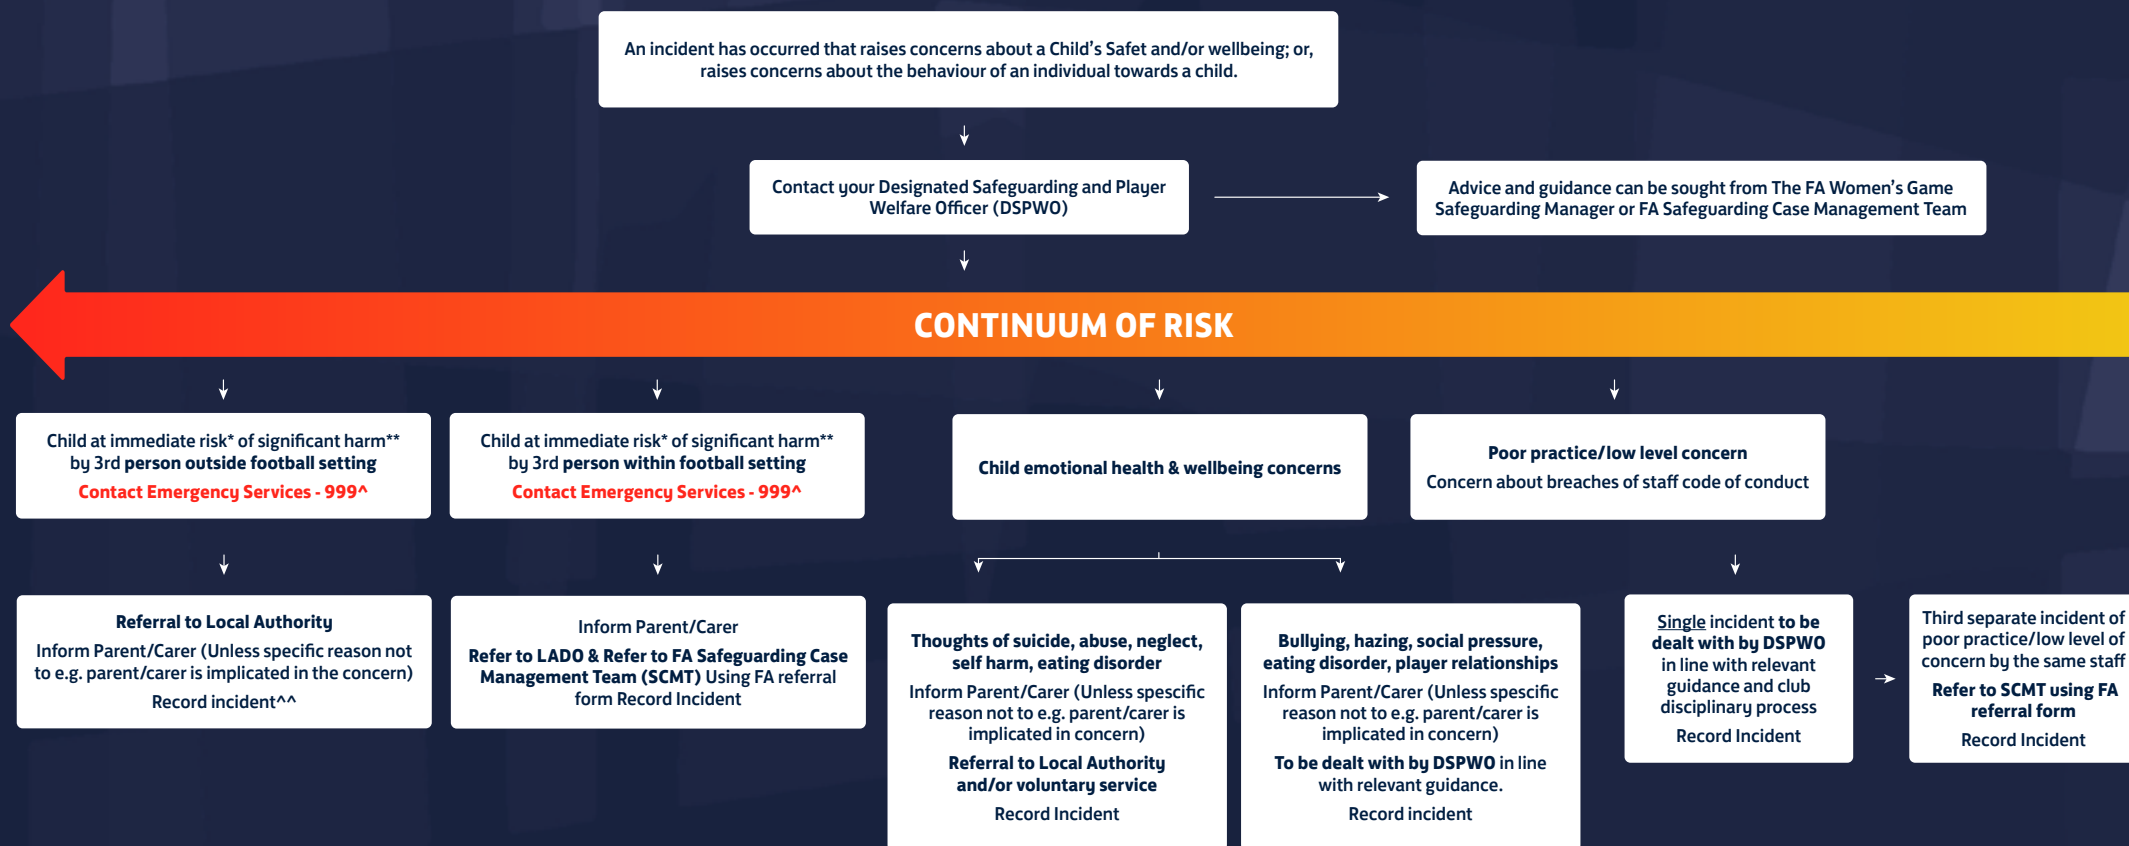 An incident has occurred that raises concerns about a Child's Safet and/or wellbeing; or,
raises concerns about the behaviour of an individual towards a child.
Contact your Designated Safeguarding and Player
Welfare Officer (DSPWO)
Advice and guidance can be sought from The FA Women's Game
Safeguarding Manager or FA Safeguarding Case Management Team
CONTINUUM OF RISK
Child at immediate risk* of significant harm**
by 3rd person outside football setting
Contact Emergency Services - 999^
Child at immediate risk* of significant harm**
by 3rd person within football setting
Contact Emergency Services - 999^
Child emotional health & wellbeing concerns
Poor practice/low level concern
Concern about breaches of staff code of conduct
Referral to Local Authority
Inform Parent/Carer (Unless specific reason not
to e.g. parent/carer is implicated in the concern)
Record incident^^
Inform Parent/Carer
Refer to LADO & Refer to FA Safeguarding Case
Management Team (SCMT) Using FA referral
form Record Incident
Thoughts of suicide, abuse, neglect,
self harm, eating disorder
Inform Parent/Carer (Unless spescific
reason not to e.g. parent/carer is
implicated in concern)
Referral to Local Authority
and/or voluntary service
Record Incident
Bullying, hazing, social pressure,
eating disorder, player relationships
Inform Parent/Carer (Unless spescific
reason not to e.g. parent/carer is
implicated in concern)
To be dealt with by DSPWO in line
with relevant guidance.
Record incident
Single incident to be
dealt with by DSPWO
in line with relevant
guidance and club
disciplinary process
Record Incident
Third separate incident of
poor practice/low level of
concern by the same staff
Refer to SCMT using FA
referral form
Record Incident